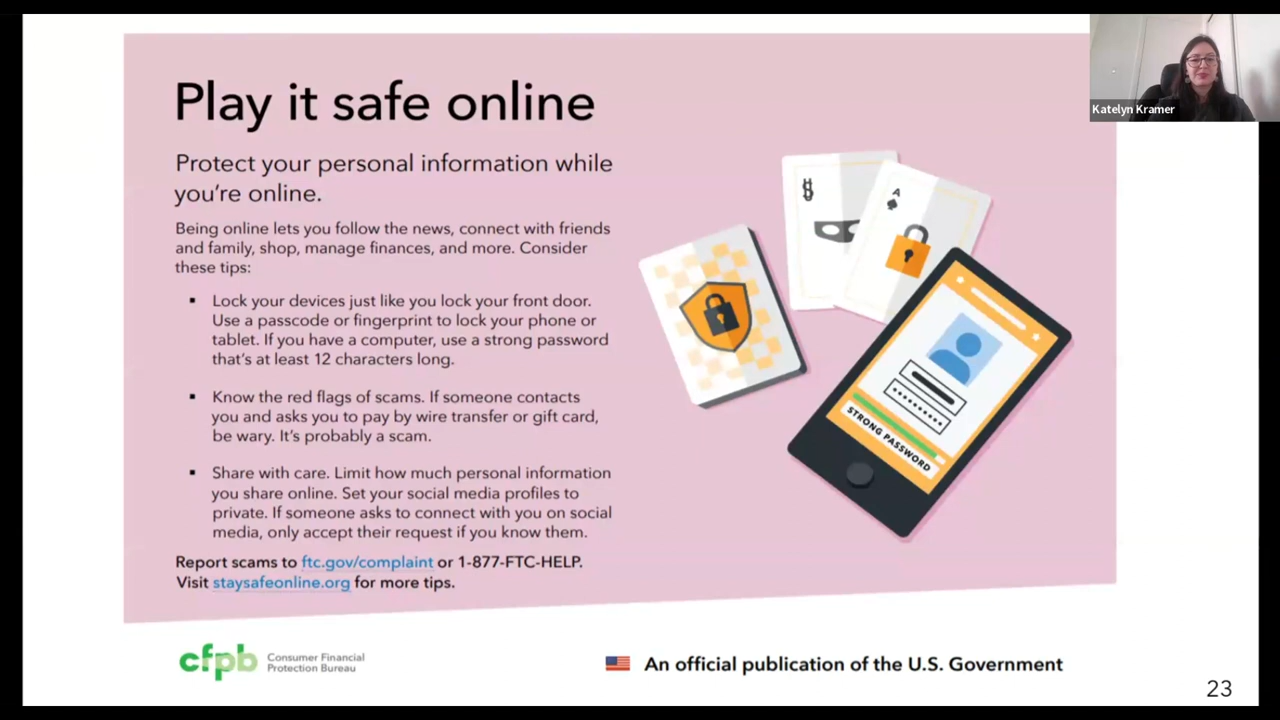 Katelyn Kramer
Play it safe online
Protect your personal information while
you're online.
Being online lets you follow the news, connect with friends
and family, shop, manage finances, and more. Consider
these tips:
▪ Lock your devices just like you lock your front door.
Use a passcode or fingerprint to lock your phone or
tablet. If you have a computer, use a strong password
that's at least 12 characters long.
▪ Know the red flags of scams. If someone contacts
you and asks you to pay by wire transfer or gift card,
be wary. It's probably a scam.
▪ Share with care. Limit how much personal information
you share online. Set your social media profiles to
private. If someone asks to connect with you on social
media, only accept their request if you know them.
Report scams to ftc.gov/complaint or 1-877-FTC-HELP.
Visit staysafeonline.org for more tips.
$
A
STRONG PASSWORD
cfpb Consumer Financial
Protection Bureau
An official publication of the U.S. Government
23